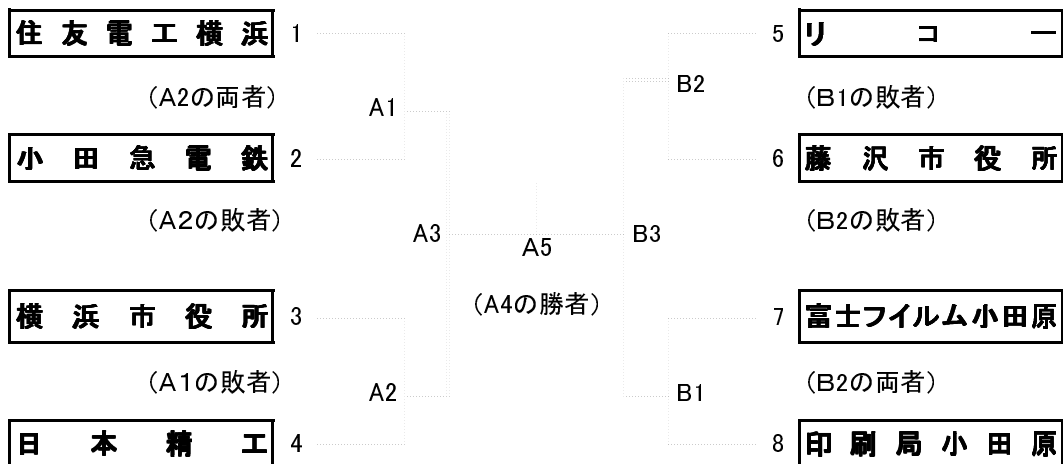 住友電工横浜 1 5 リコー
(A2の両者) A1 B2 (B1の敗者)
小田急電鉄 2 6 藤沢市役所
(A2の敗者) (B2の敗者)
A3 A5 B3
横浜市役所 3 (A4の勝者) 7 富士フイルム小田原
(A1の敗者) A2 B1 (B2の両者)
日本精工 4 8 印刷局小田原